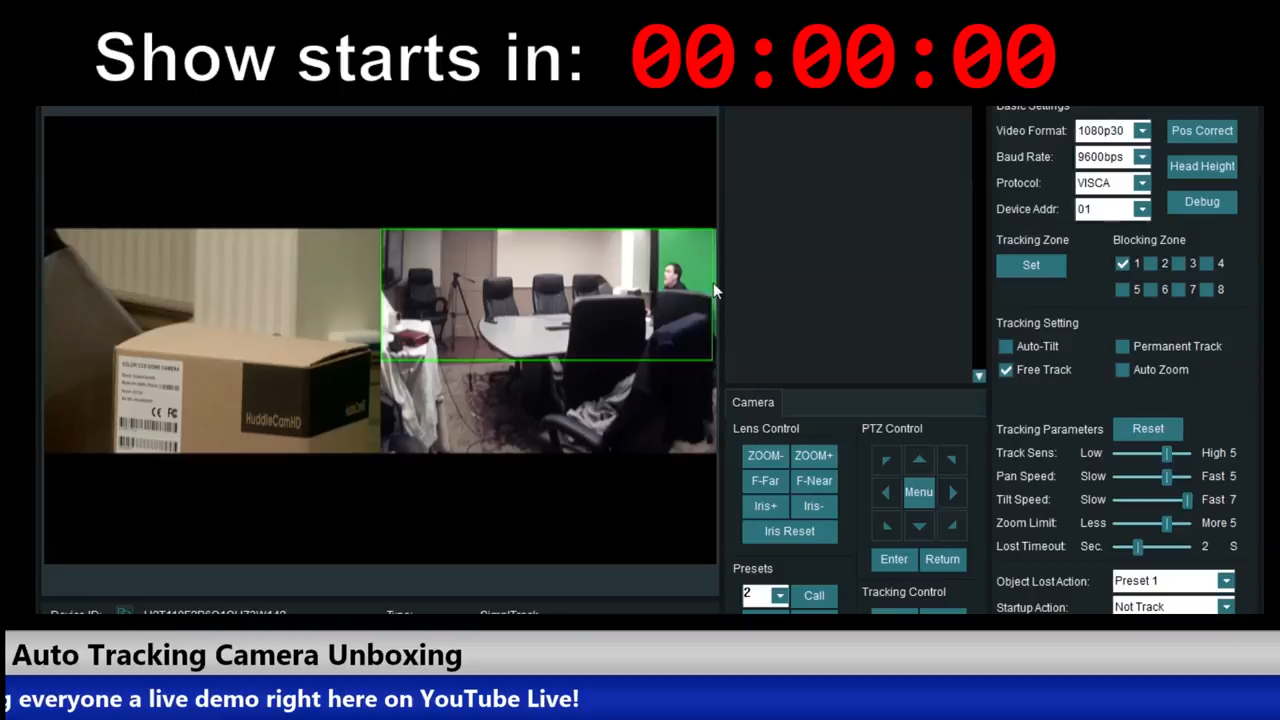 Show starts in: 00:00:00
Basic Settings
Video Format: 1080p30 Pos Correct
Baud Rate: 9600bps Head Height
Protocol: VISCA
Device Addr: 01 Debug
Tracking Zone Blocking Zone
Set 1 2 3 4
5 6 7 8
Tracking Setting
Auto-Tilt Permanent Track
Free Track Auto Zoom
Tracking Parameters Reset
Track Sens: Low High 5
Pan Speed: Slow Fast 5
Tilt Speed: Slow Fast 7
Zoom Limit: Less More 5
Lost Timeout: Sec. 2 S
Object Lost Action: Preset 1
Startup Action: Not Track
Camera
Lens Control PTZ Control
ZOOM- ZOOM+
F-Far F-Near Menu
Iris+ Iris-
Iris Reset
Enter Return
Presets
2 Call Tracking Control
COLOR CCD DOME CAMERA
CE FC
HuddleCamHD
Device ID: Type: SimplTrack
Auto Tracking Camera Unboxing
g everyone a live demo right here on YouTube Live!